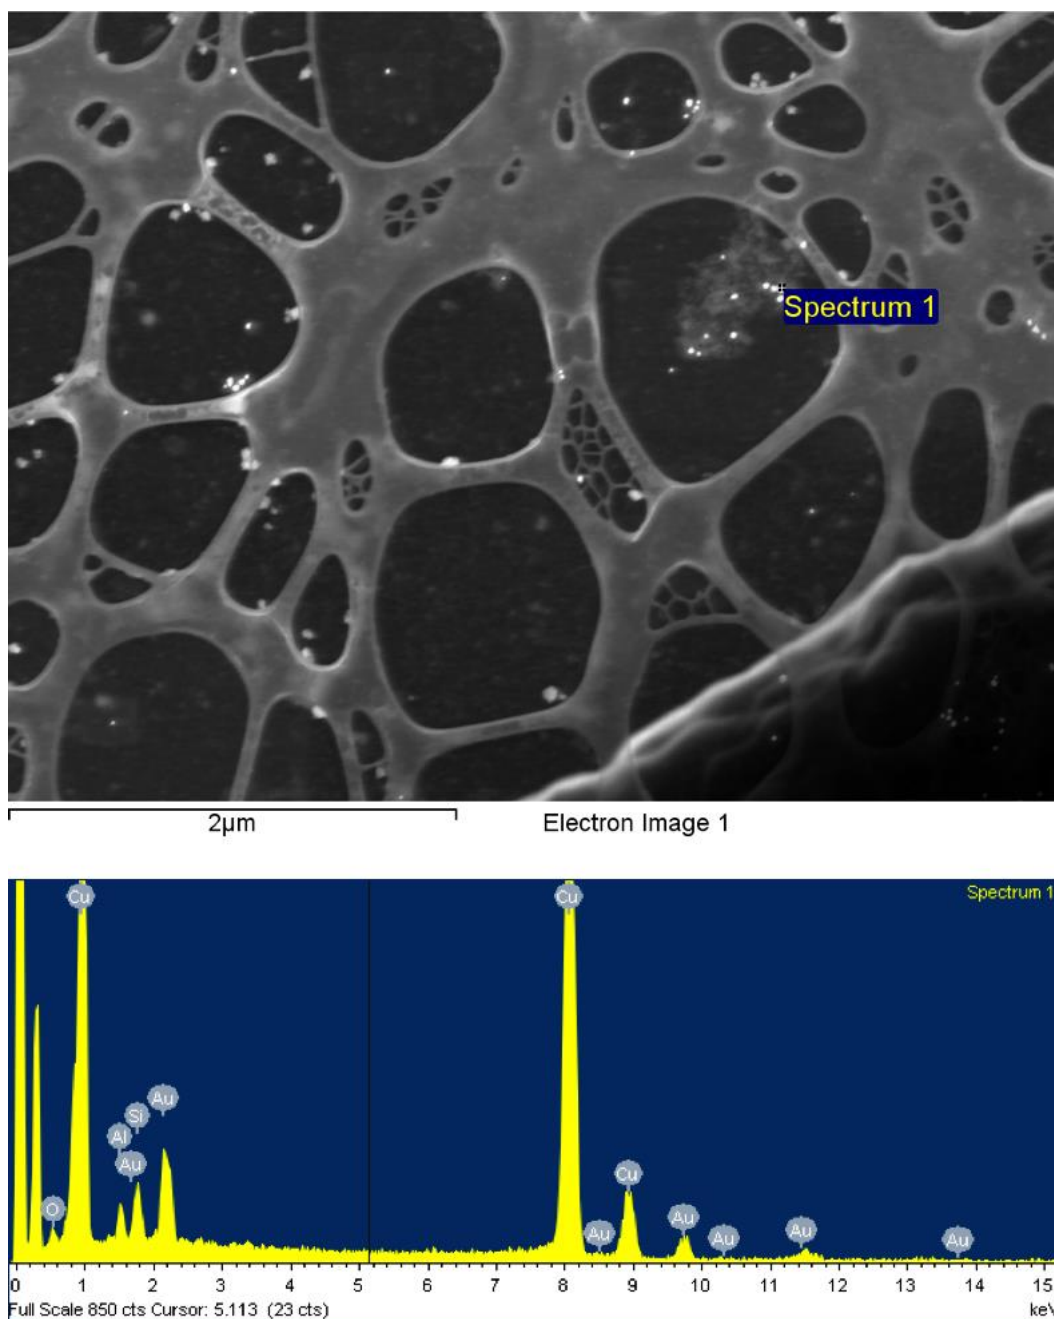 Spectrum 1
2µm
Electron Image 1
Spectrum 1
Cu
Cu
Au
Si
Al
Au
O
Cu
Au
Au
Au
Au
Au
0 1 2 3 4 5 6 7 8 9 10 11 12 13 14 15
Full Scale 850 cts Cursor: 5.113 (23 cts)
keV